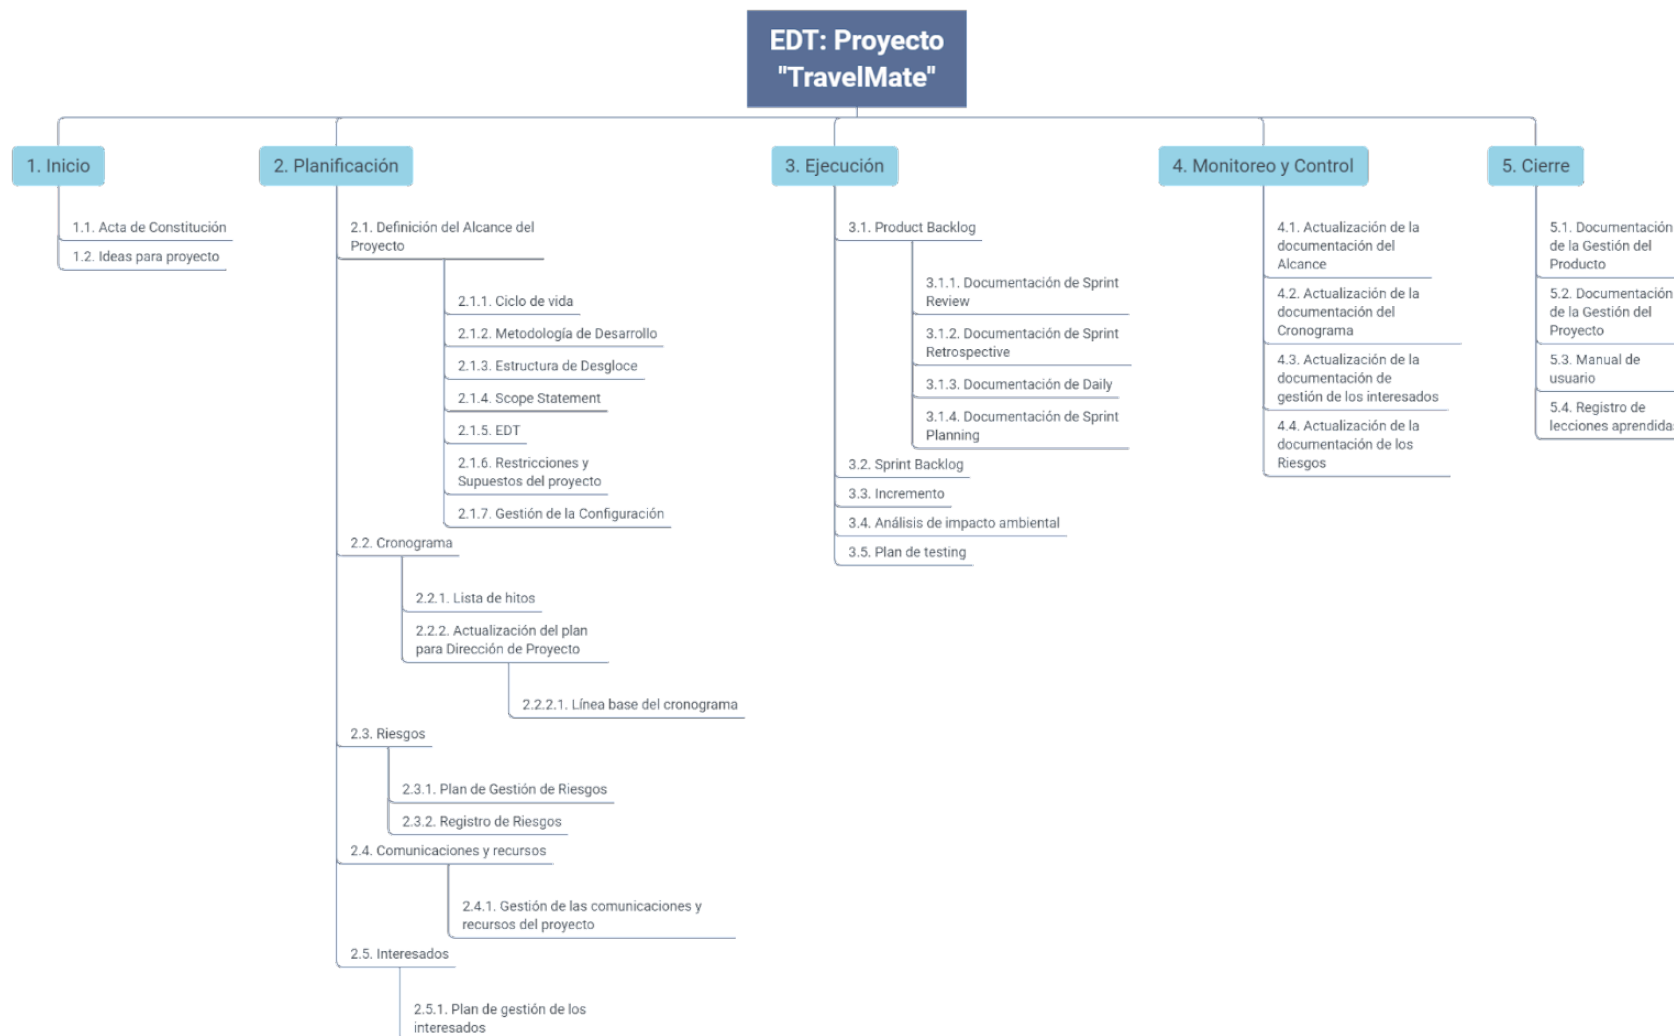 EDT: Proyecto
"TravelMate"
1. Inicio
1.1. Acta de Constitución
1.2. Ideas para proyecto
2. Planificación
2.1. Definición del Alcance del
Proyecto
2.1.1. Ciclo de vida
2.1.2. Metodología de Desarrollo
2.1.3. Estructura de Desgloce
2.1.4. Scope Statement
2.1.5. EDT
2.1.6. Restricciones y
Supuestos del proyecto
2.1.7. Gestión de la Configuración
2.2. Cronograma
2.2.1. Lista de hitos
2.2.2. Actualización del plan
para Dirección de Proyecto
2.2.2.1. Línea base del cronograma
2.3. Riesgos
2.3.1. Plan de Gestión de Riesgos
2.3.2. Registro de Riesgos
2.4. Comunicaciones y recursos
2.4.1. Gestión de las comunicaciones y
recursos del proyecto
2.5. Interesados
2.5.1. Plan de gestión de los
interesados
3. Ejecución
3.1. Product Backlog
3.1.1. Documentación de Sprint
Review
3.1.2. Documentación de Sprint
Retrospective
3.1.3. Documentación de Daily
3.1.4. Documentación de Sprint
Planning
3.2. Sprint Backlog
3.3. Incremento
3.4. Análisis de impacto ambiental
3.5. Plan de testing
4. Monitoreo y Control
4.1. Actualización de la
documentación del
Alcance
4.2. Actualización de la
documentación del
Cronograma
4.3. Actualización de la
documentación de
gestión de los interesados
4.4. Actualización de la
documentación de los
Riesgos
5. Cierre
5.1. Documentación
de la Gestión del
Producto
5.2. Documentación
de la Gestión del
Proyecto
5.3. Manual de
usuario
5.4. Registro de
lecciones aprendidas